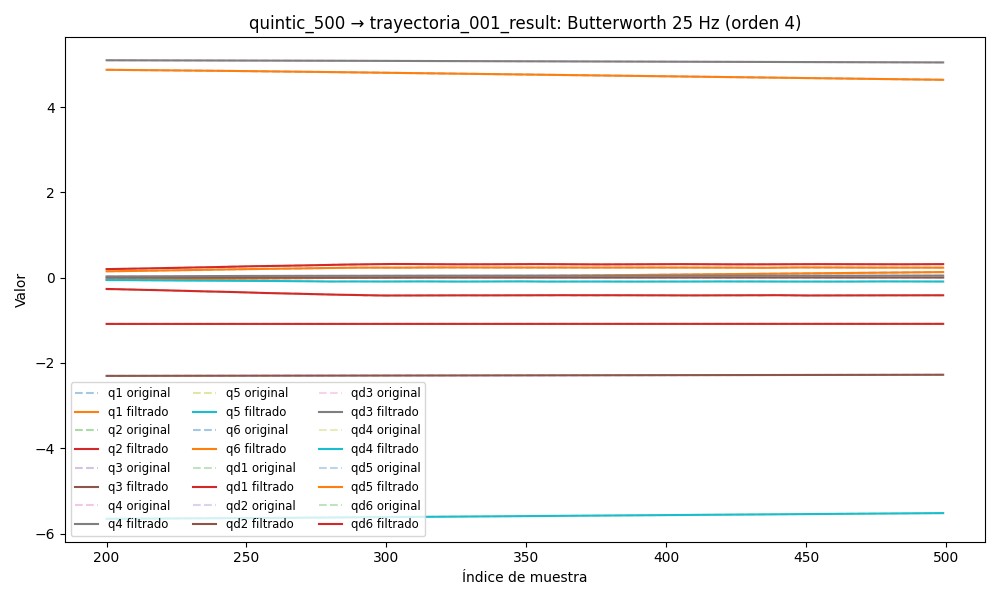 quintic_500 → trayectoria_001_result: Butterworth 25 Hz (orden 4)
Valor
4
2
0
−2
−4
−6
q1 original
q1 filtrado
q2 original
q2 filtrado
q3 original
q3 filtrado
q4 original
q4 filtrado
q5 original
q5 filtrado
q6 original
q6 filtrado
qd1 original
qd1 filtrado
qd2 original
qd2 filtrado
qd3 original
qd3 filtrado
qd4 original
qd4 filtrado
qd5 original
qd5 filtrado
qd6 original
qd6 filtrado
200 250 300 350 400 450 500
Índice de muestra